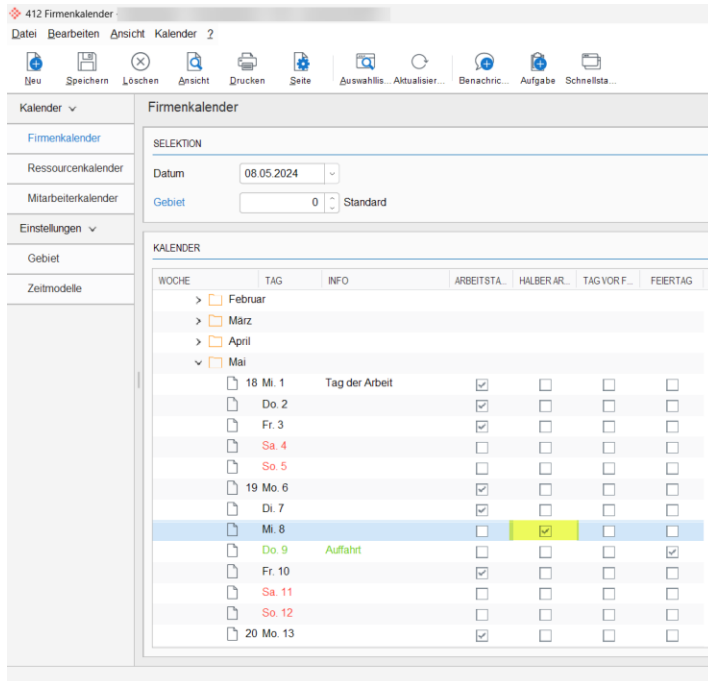 412 Firmenkalender -
Datei Bearbeiten Ansicht Kalender ?
Neu Speichern Löschen Ansicht Drucken Seite Auswahllis... Aktualisier... Benachric... Aufgabe Schnellsta...
Kalender
Firmenkalender
Ressourcenkalender
Mitarbeiterkalender
Einstellungen
Gebiet
Zeitmodelle
Firmenkalender
SELEKTION
Datum 08.05.2024
Gebiet 0 Standard
KALENDER
WOCHE TAG INFO ARBEITSTA... HALBER AR... TAG VOR F... FEIERTAG
Februar
März
April
Mai
18 Mi. 1 Tag der Arbeit
Do. 2
Fr. 3
Sa. 4
So. 5
19 Mo. 6
Di. 7
Mi. 8
Do. 9 Auffahrt
Fr. 10
Sa. 11
So. 12
20 Mo. 13